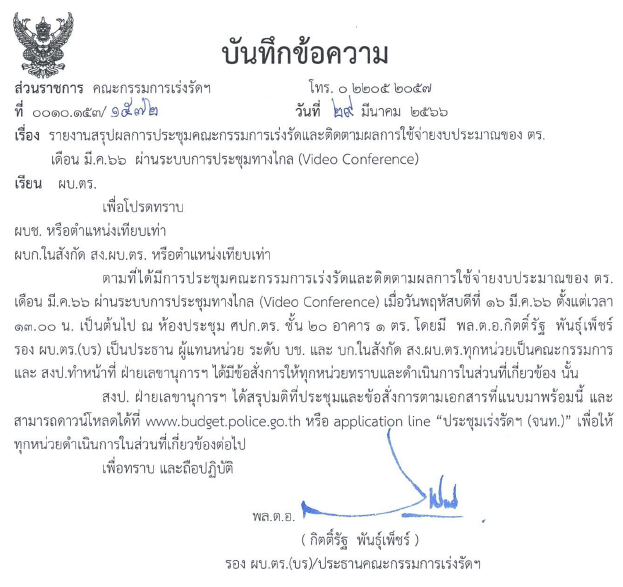 บันทึกข้อความ
ส่วนราชการ คณะกรรมการเร่งรัดฯ โทร. ๐ ๒๒๐๕ ๒๐๕๗
ที่ ๐๐๑๐.๑๕๓/ ๑๕๗๒ วันที่ ๒๙ มีนาคม ๒๕๖๖
เรื่อง รายงานสรุปผลการประชุมคณะกรรมการเร่งรัดและติดตามผลการใช้จ่ายงบประมาณของ ตร.
เดือน มี.ค.๖๖ ผ่านระบบการประชุมทางไกล (Video Conference)
เรียน ผบ.ตร.
เพื่อโปรดทราบ
ผบช. หรือตำแหน่งเทียบเท่า
ผบก.ในสังกัด สง.ผบ.ตร. หรือตำแหน่งเทียบเท่า
ตามที่ได้มีการประชุมคณะกรรมการเร่งรัดและติดตามผลการใช้จ่ายงบประมาณของ ตร.
เดือน มี.ค.๖๖ ผ่านระบบการประชุมทางไกล (Video Conference) เมื่อวันพฤหัสบดีที่ ๑๖ มี.ค.๖๖ ตั้งแต่เวลา
๑๓.๐๐ น. เป็นต้นไป ณ ห้องประชุม ศปก.ตร. ชั้น ๒๐ อาคาร ๑ ตร. โดยมี พล.ต.อ.กิตติ์รัฐ พันธุ์เพ็ชร์
รอง ผบ.ตร.(บร) เป็นประธาน ผู้แทนหน่วย ระดับ บช. และ บก.ในสังกัด สง.ผบ.ตร.ทุกหน่วยเป็นคณะกรรมการ
และ สงป.ทำหน้าที่ ฝ่ายเลขานุการฯ ได้มีข้อสั่งการให้ทุกหน่วยทราบและดำเนินการในส่วนที่เกี่ยวข้อง นั้น
สงป. ฝ่ายเลขานุการฯ ได้สรุปมติที่ประชุมและข้อสั่งการตามเอกสารที่แนบมาพร้อมนี้ และ
สามารถดาวน์โหลดได้ที่ www.budget.police.go.th หรือ application line “ประชุมเร่งรัดฯ (จนท.)” เพื่อให้
ทุกหน่วยดำเนินการในส่วนที่เกี่ยวข้องต่อไป
เพื่อทราบ และถือปฏิบัติ
พล.ต.อ.
( กิตติ์รัฐ พันธุ์เพ็ชร์ )
รอง ผบ.ตร.(บร)/ประธานคณะกรรมการเร่งรัดฯ